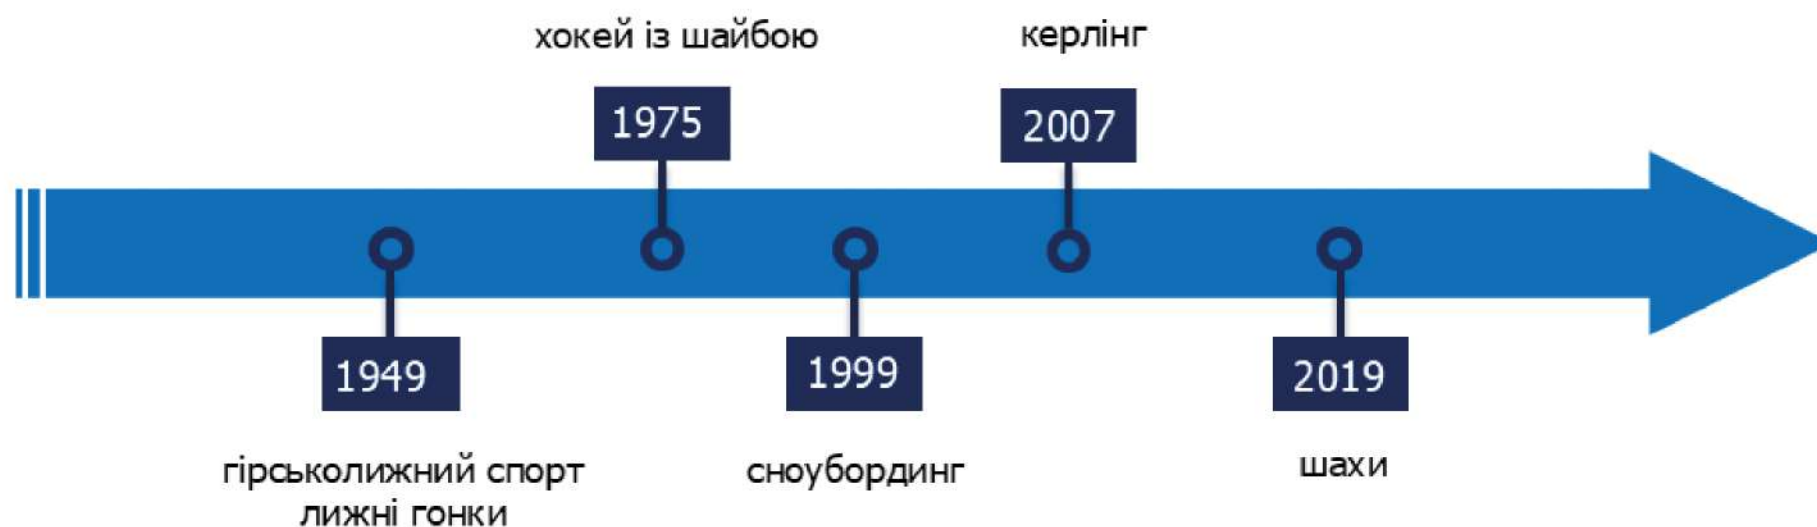 хокей із шайбою
керлінг
1975
2007
1949
1999
2019
гірськолижний спорт
лижні гонки
сноубординг
шахи